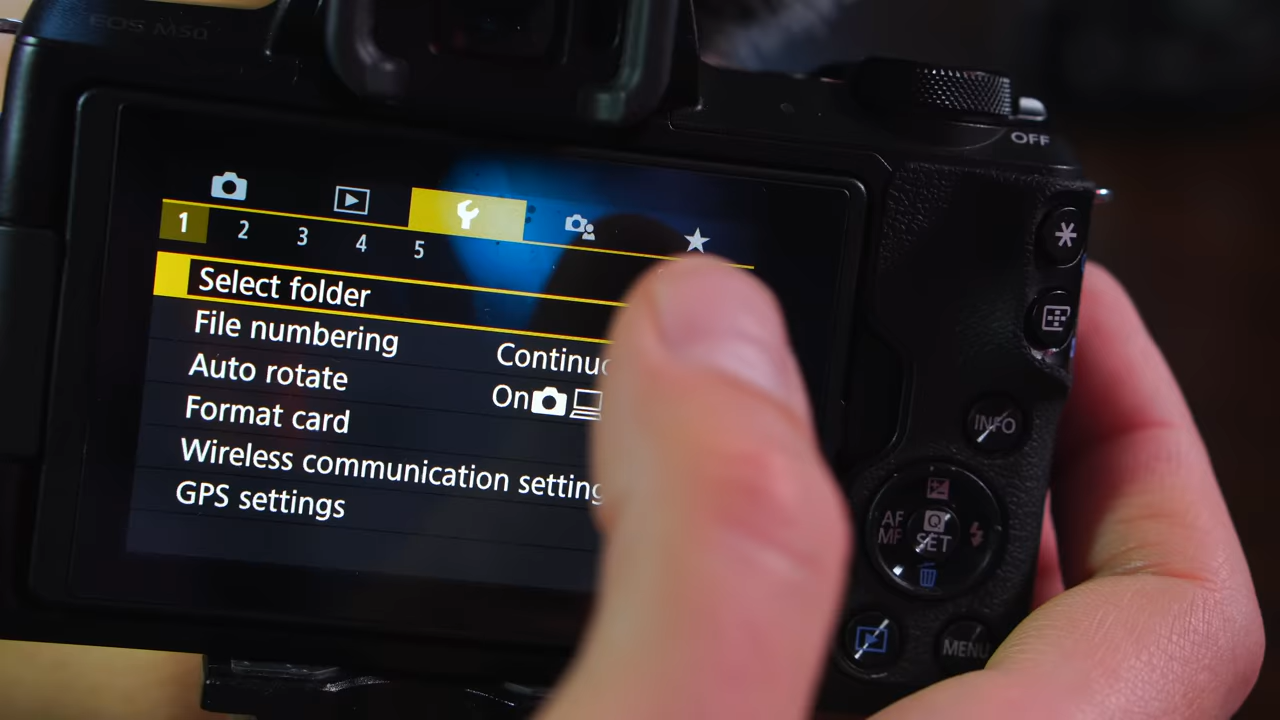 EOS M50
OFF
1 2 3 4 5
Select folder
File numbering Continuo
Auto rotate On
Format card
Wireless communication setting
GPS settings
INFO
AF
MF
Q
SET
MENU